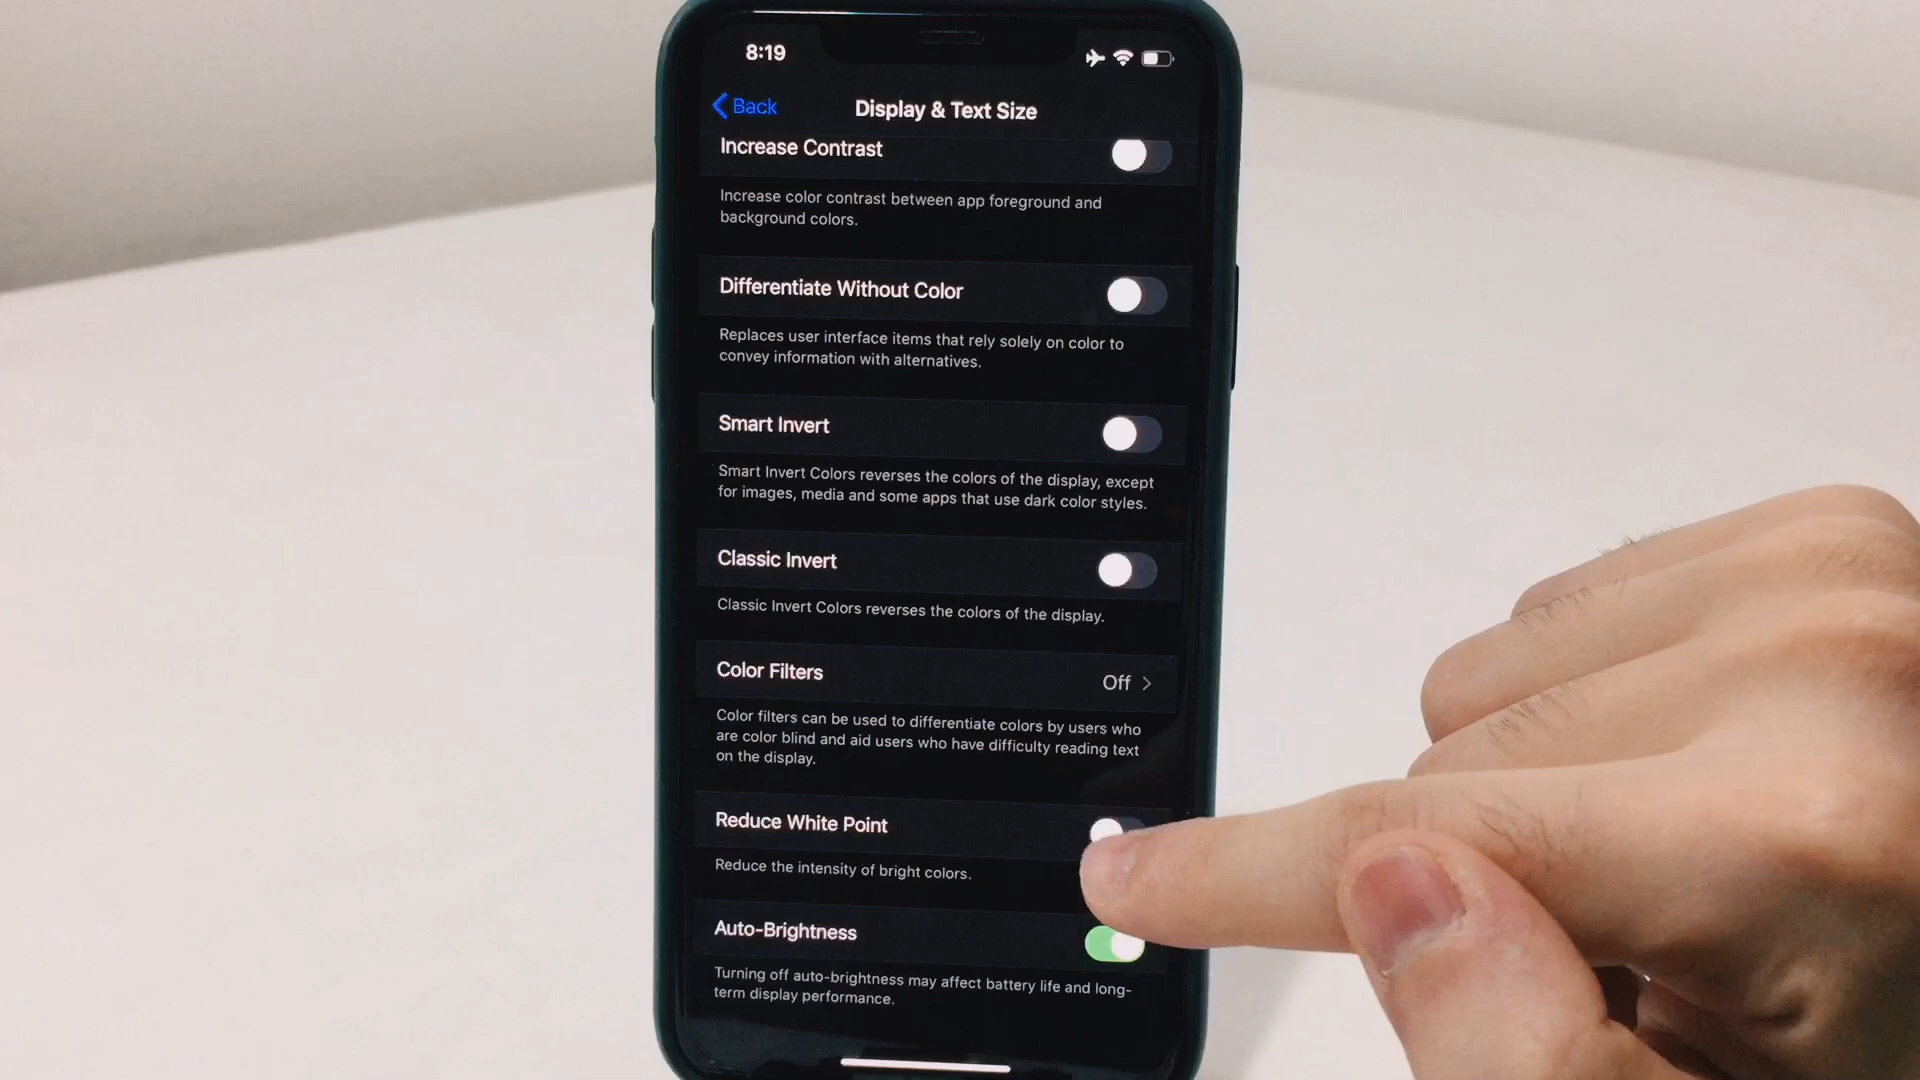 8:19
Back
Display & Text Size
Increase Contrast
Increase color contrast between app foreground and
background colors.
Differentiate Without Color
Replaces user interface items that rely solely on color to
convey information with alternatives.
Smart Invert
Smart Invert Colors reverses the colors of the display, except
for images, media and some apps that use dark color styles.
Classic Invert
Classic Invert Colors reverses the colors of the display.
Color Filters
Off
Color filters can be used to differentiate colors by users who
are color blind and aid users who have difficulty reading text
on the display.
Reduce White Point
Reduce the intensity of bright colors.
Auto-Brightness
Turning off auto-brightness may affect battery life and long-
term display performance.